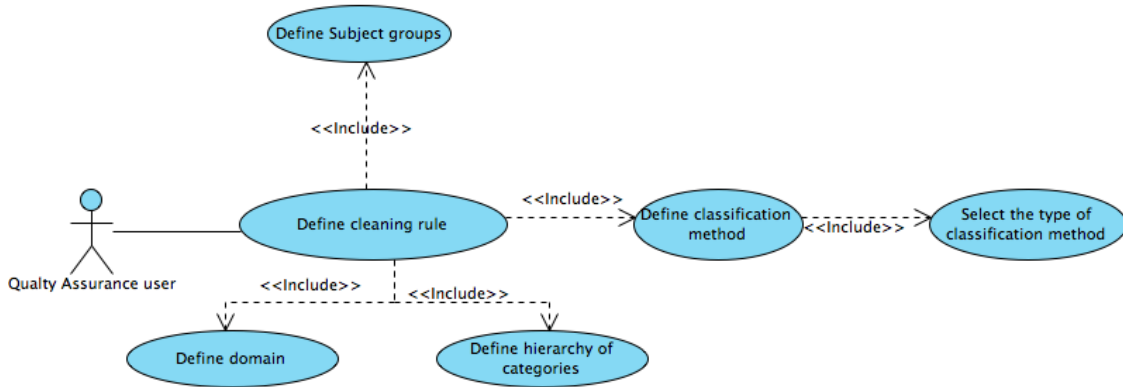 Define Subject groups
<<Include>>
<<Include>>
Define cleaning rule
Define classification
method
<<Include>>
Select the type of
classification method
Qualty Assurance user
<<Include>>
<<Include>>
Define domain
Define hierarchy of
categories